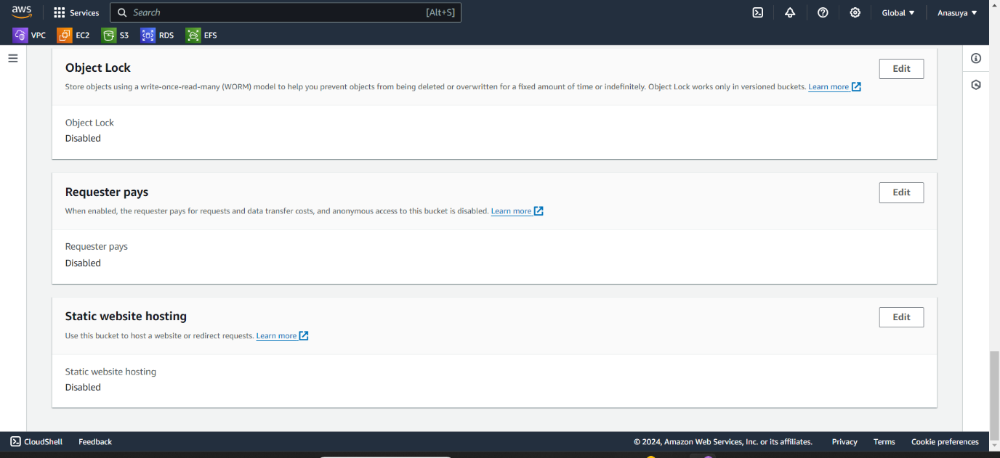 aws Services Search [Alt+S] Global Anasuya
VPC EC2 S3 RDS EFS
Object Lock Edit
Store objects using a write-once-read-many (WORM) model to help you prevent objects from being deleted or overwritten for a fixed amount of time or indefinitely. Object Lock works only in versioned buckets. Learn more
Object Lock
Disabled
Requester pays Edit
When enabled, the requester pays for requests and data transfer costs, and anonymous access to this bucket is disabled. Learn more
Requester pays
Disabled
Static website hosting Edit
Use this bucket to host a website or redirect requests. Learn more
Static website hosting
Disabled
CloudShell Feedback © 2024, Amazon Web Services, Inc. or its affiliates. Privacy Terms Cookie preferences